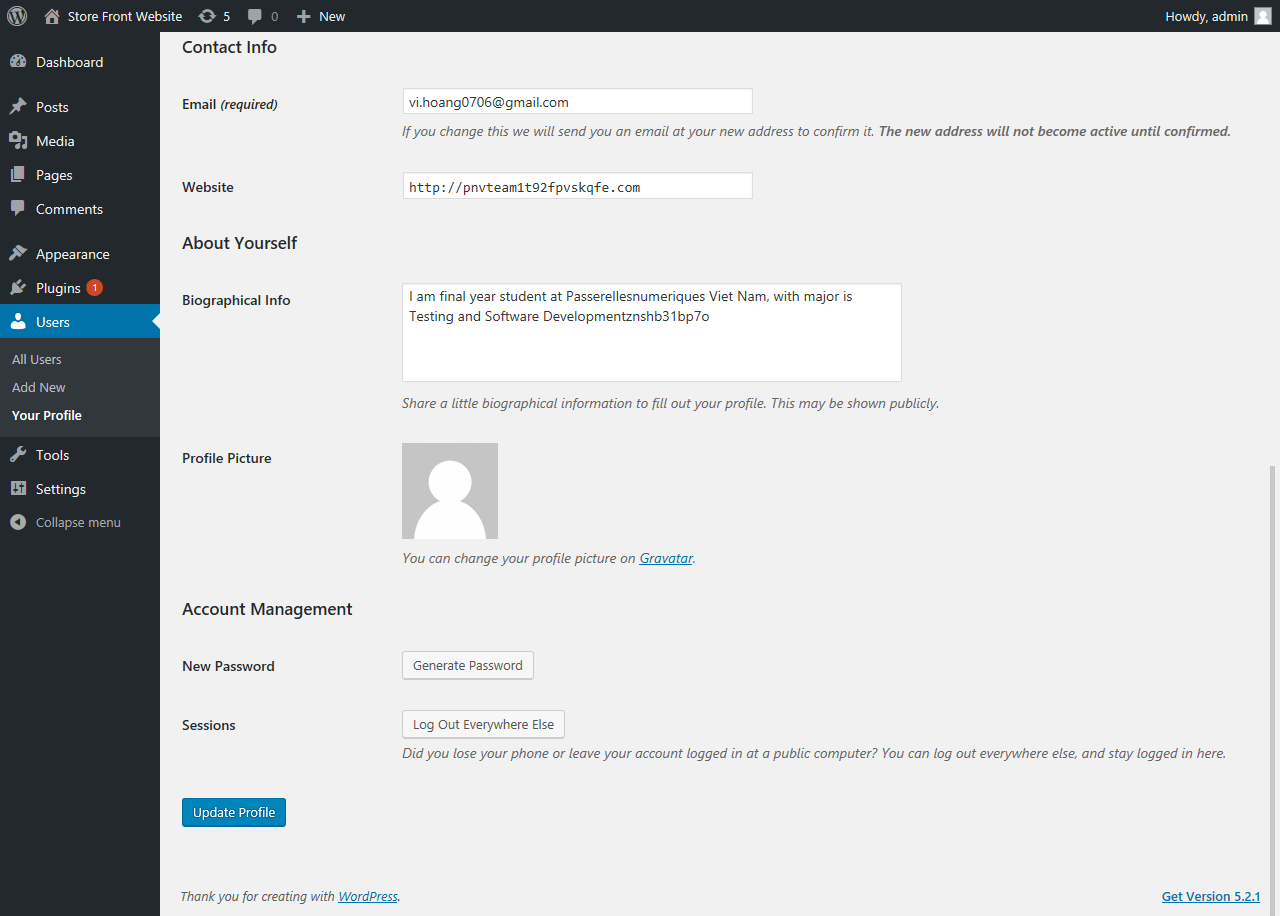 Store Front Website 5 0 New Howdy, admin
Dashboard
Posts
Media
Pages
Comments
Appearance
Plugins 1
Users
All Users
Add New
Your Profile
Tools
Settings
Collapse menu
Contact Info
Email (required) vi.hoang0706@gmail.com
If you change this we will send you an email at your new address to confirm it. The new address will not become active until confirmed.
Website http://pnvteam1t92fpvskqfe.com
About Yourself
Biographical Info
I am final year student at Passerellesnumeriques Viet Nam, with major is
Testing and Software Developmentznshb31bp7o
Share a little biographical information to fill out your profile. This may be shown publicly.
Profile Picture
You can change your profile picture on Gravatar.
Account Management
New Password Generate Password
Sessions Log Out Everywhere Else
Did you lose your phone or leave your account logged in at a public computer? You can log out everywhere else, and stay logged in here.
Update Profile
Thank you for creating with WordPress. Get Version 5.2.1